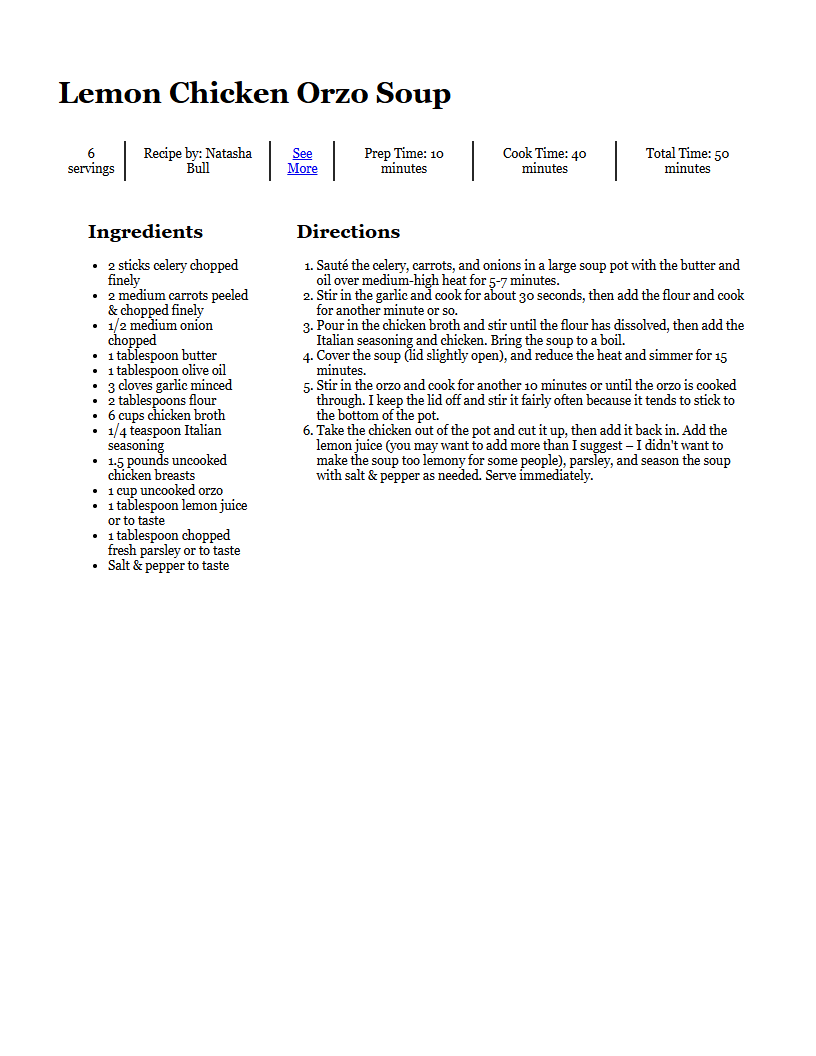 Lemon Chicken Orzo Soup
6
servings
Recipe by: Natasha
Bull
See
More
Prep Time: 10
minutes
Cook Time: 40
minutes
Total Time: 50
minutes
Ingredients
• 2 sticks celery chopped
finely
• 2 medium carrots peeled
& chopped finely
• 1/2 medium onion
chopped
• 1 tablespoon butter
• 1 tablespoon olive oil
• 3 cloves garlic minced
• 2 tablespoons flour
• 6 cups chicken broth
• 1/4 teaspoon Italian
seasoning
• 1.5 pounds uncooked
chicken breasts
• 1 cup uncooked orzo
• 1 tablespoon lemon juice
or to taste
• 1 tablespoon chopped
fresh parsley or to taste
• Salt & pepper to taste
Directions
1. Sauté the celery, carrots, and onions in a large soup pot with the butter and
oil over medium-high heat for 5-7 minutes.
2. Stir in the garlic and cook for about 30 seconds, then add the flour and cook
for another minute or so.
3. Pour in the chicken broth and stir until the flour has dissolved, then add the
Italian seasoning and chicken. Bring the soup to a boil.
4. Cover the soup (lid slightly open), and reduce the heat and simmer for 15
minutes.
5. Stir in the orzo and cook for another 10 minutes or until the orzo is cooked
through. I keep the lid off and stir it fairly often because it tends to stick to
the bottom of the pot.
6. Take the chicken out of the pot and cut it up, then add it back in. Add the
lemon juice (you may want to add more than I suggest – I didn't want to
make the soup too lemony for some people), parsley, and season the soup
with salt & pepper as needed. Serve immediately.